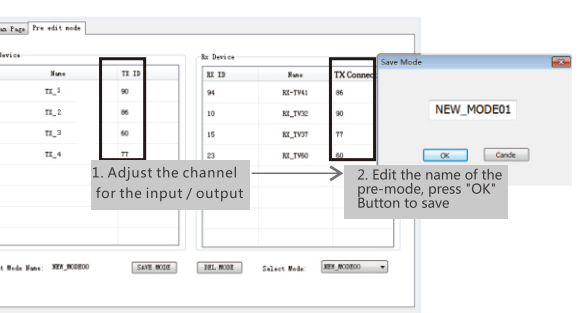 Page
Pre edit mode
Device
Name
TX ID
TX_1
90
TX_2
86
TX_3
60
TX_4
77
Rx Device
RX ID
Name
TX Connec
94
RX-TV41
86
10
RX_TV32
90
15
RX_TV37
77
23
RX_TV60
60
Save Mode
NEW_MODE01
OK
Cancle
1. Adjust the channel
for the input / output
2. Edit the name of the
pre-mode, press "OK"
Button to save
t Mode Name:
NEW_MODE00
SAVE MODE
DEL MODE
Select Mode:
NEW_MODE00